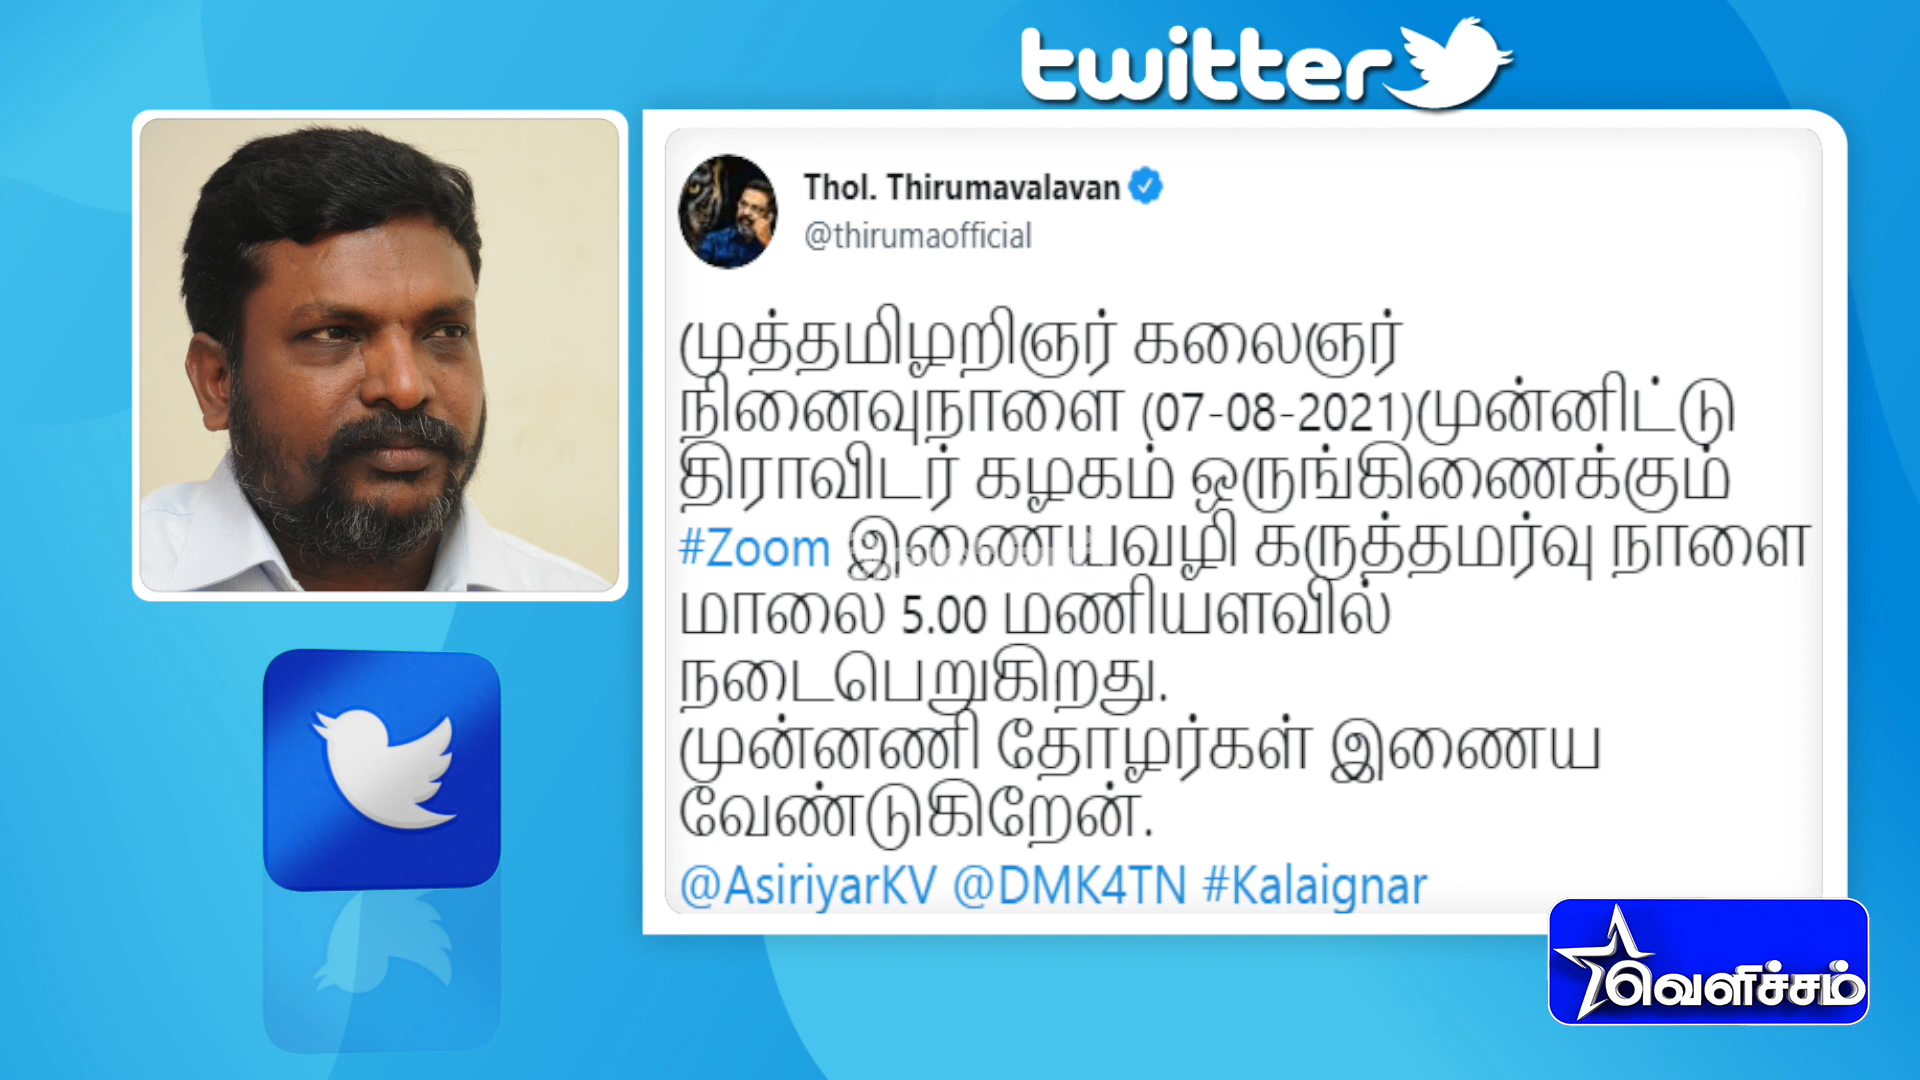 twitter
Thol. Thirumavalavan
@thirumaofficial
முத்தமிழறிஞர் கலைஞர்
நினைவுநாளை (07-08-2021)முன்னிட்டு
திராவிடர் கழகம் ஒருங்கிணைக்கும்
#Zoom இணையவழி கருத்தமர்வு நாளை
மாலை 5.00 மணியளவில்
நடைபெறுகிறது.
முன்னணி தோழர்கள் இணைய
வேண்டுகிறேன்.
@AsiriyarKV @DMK4TN #Kalaignar
வெளிச்சம்